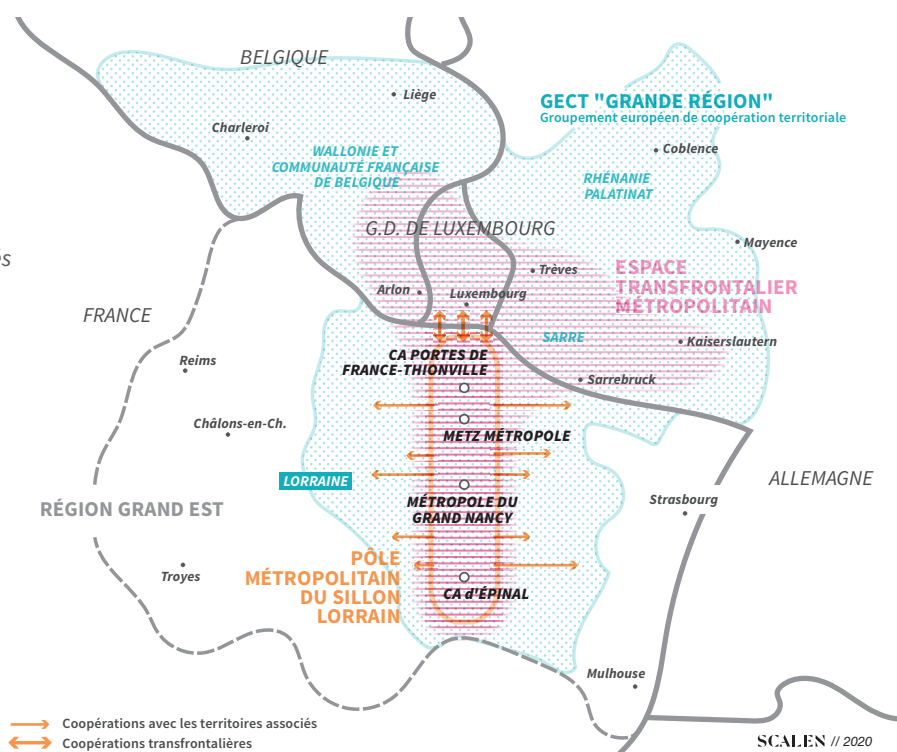 BELGIQUE
Liège
Charleroi
WALLONIE ET
COMMUNAUTÉ FRANÇAISE
DE BELGIQUE
GECT "GRANDE RÉGION"
Groupement européen de coopération territoriale
Coblence
RHÉNANIE
PALATINAT
G.D. DE LUXEMBOURG
Mayence
Trèves
ESPACE
TRANSFRONTALIER
MÉTROPOLITAIN
Arlon
Luxembourg
FRANCE
SARRE
Kaiserslautern
CA PORTES DE
FRANCE-THIONVILLE
Reims
Sarrebruck
Châlons-en-Ch.
METZ MÉTROPOLE
LORRAINE
ALLEMAGNE
RÉGION GRAND EST
MÉTROPOLE DU
GRAND NANCY
Strasbourg
PÔLE
MÉTROPOLITAIN
DU SILLON
LORRAIN
Troyes
CA d'ÉPINAL
Mulhouse
Coopérations avec les territoires associés
Coopérations transfrontalières
SCALEN // 2020